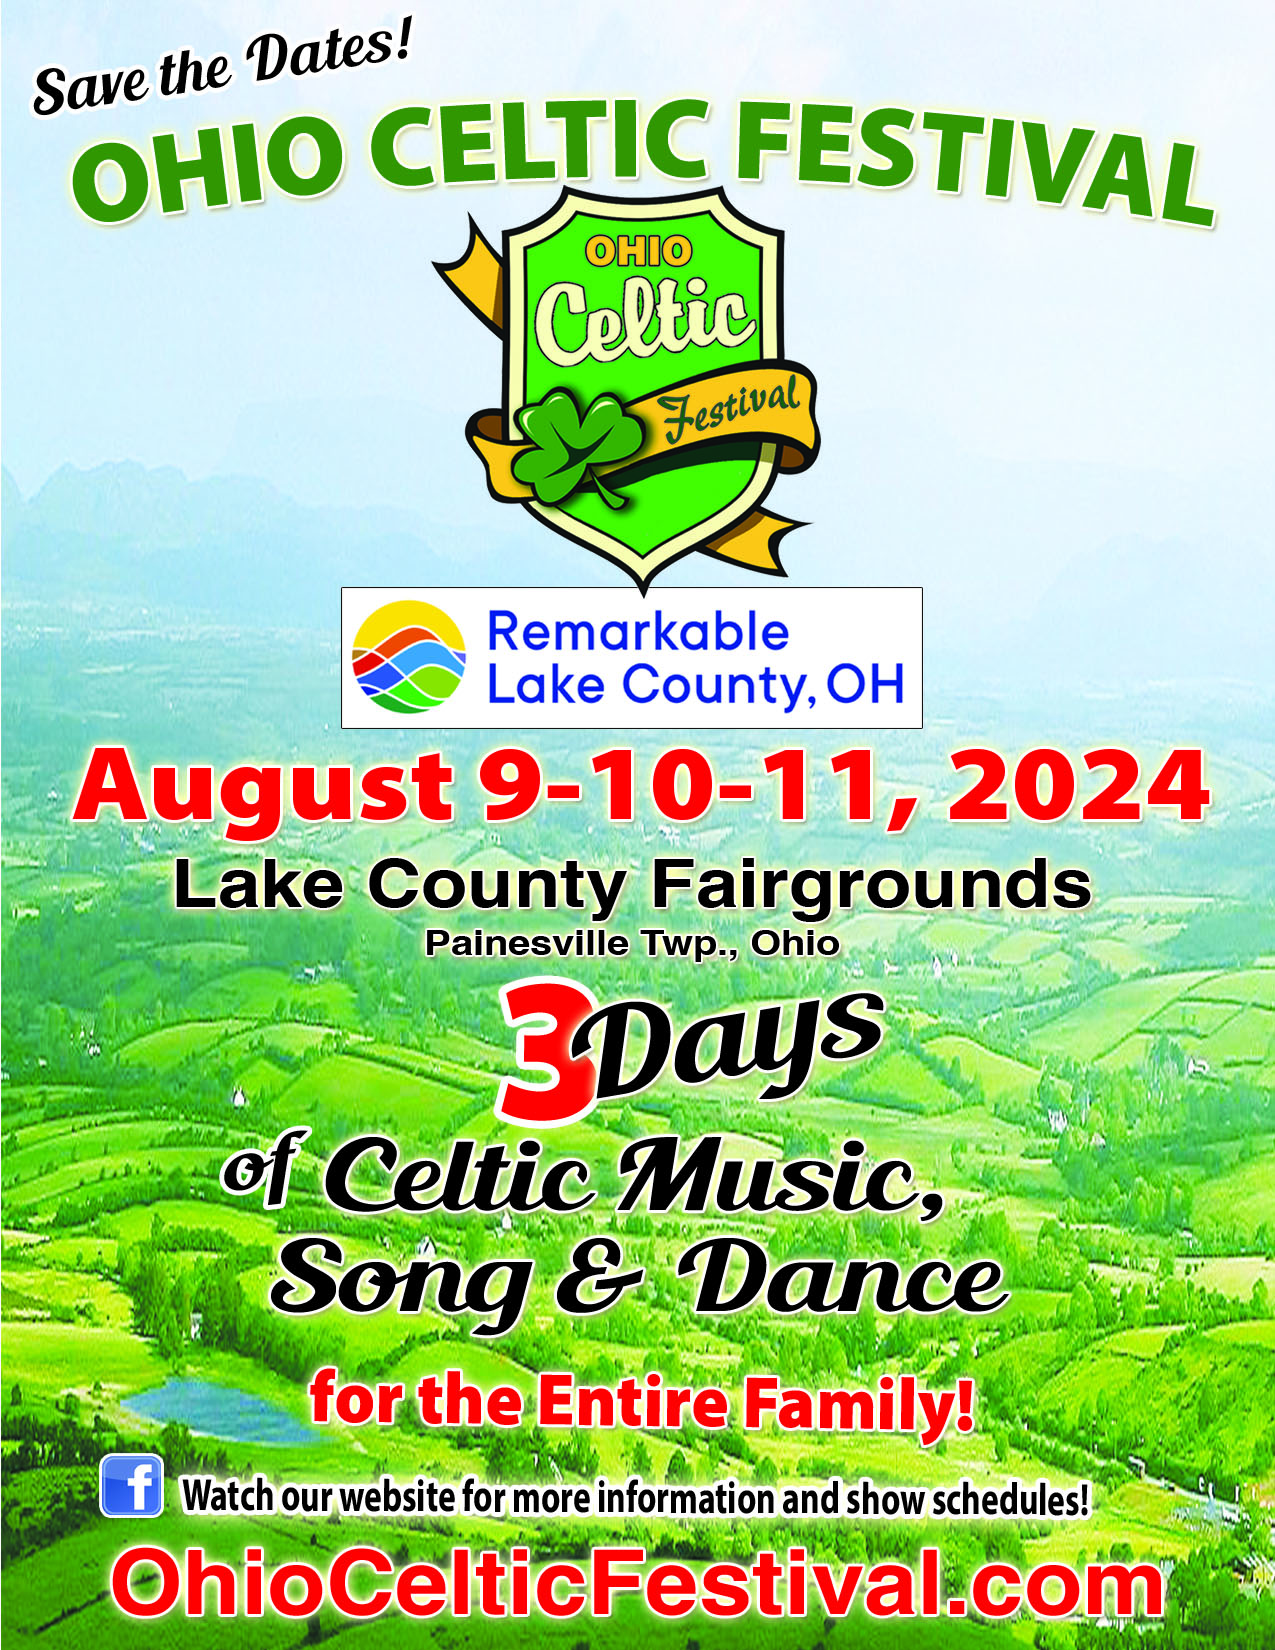 Save the Dates!
OHIO CELTIC FESTIVAL
OHIO
Celtic
Festival
Remarkable
Lake County, OH
August 9-10-11, 2024
Lake County Fairgrounds
Painesville Twp., Ohio
3 Days
of Celtic Music,
Song & Dance
for the Entire Family!
f Watch our website for more information and show schedules!
OhioCelticFestival.com